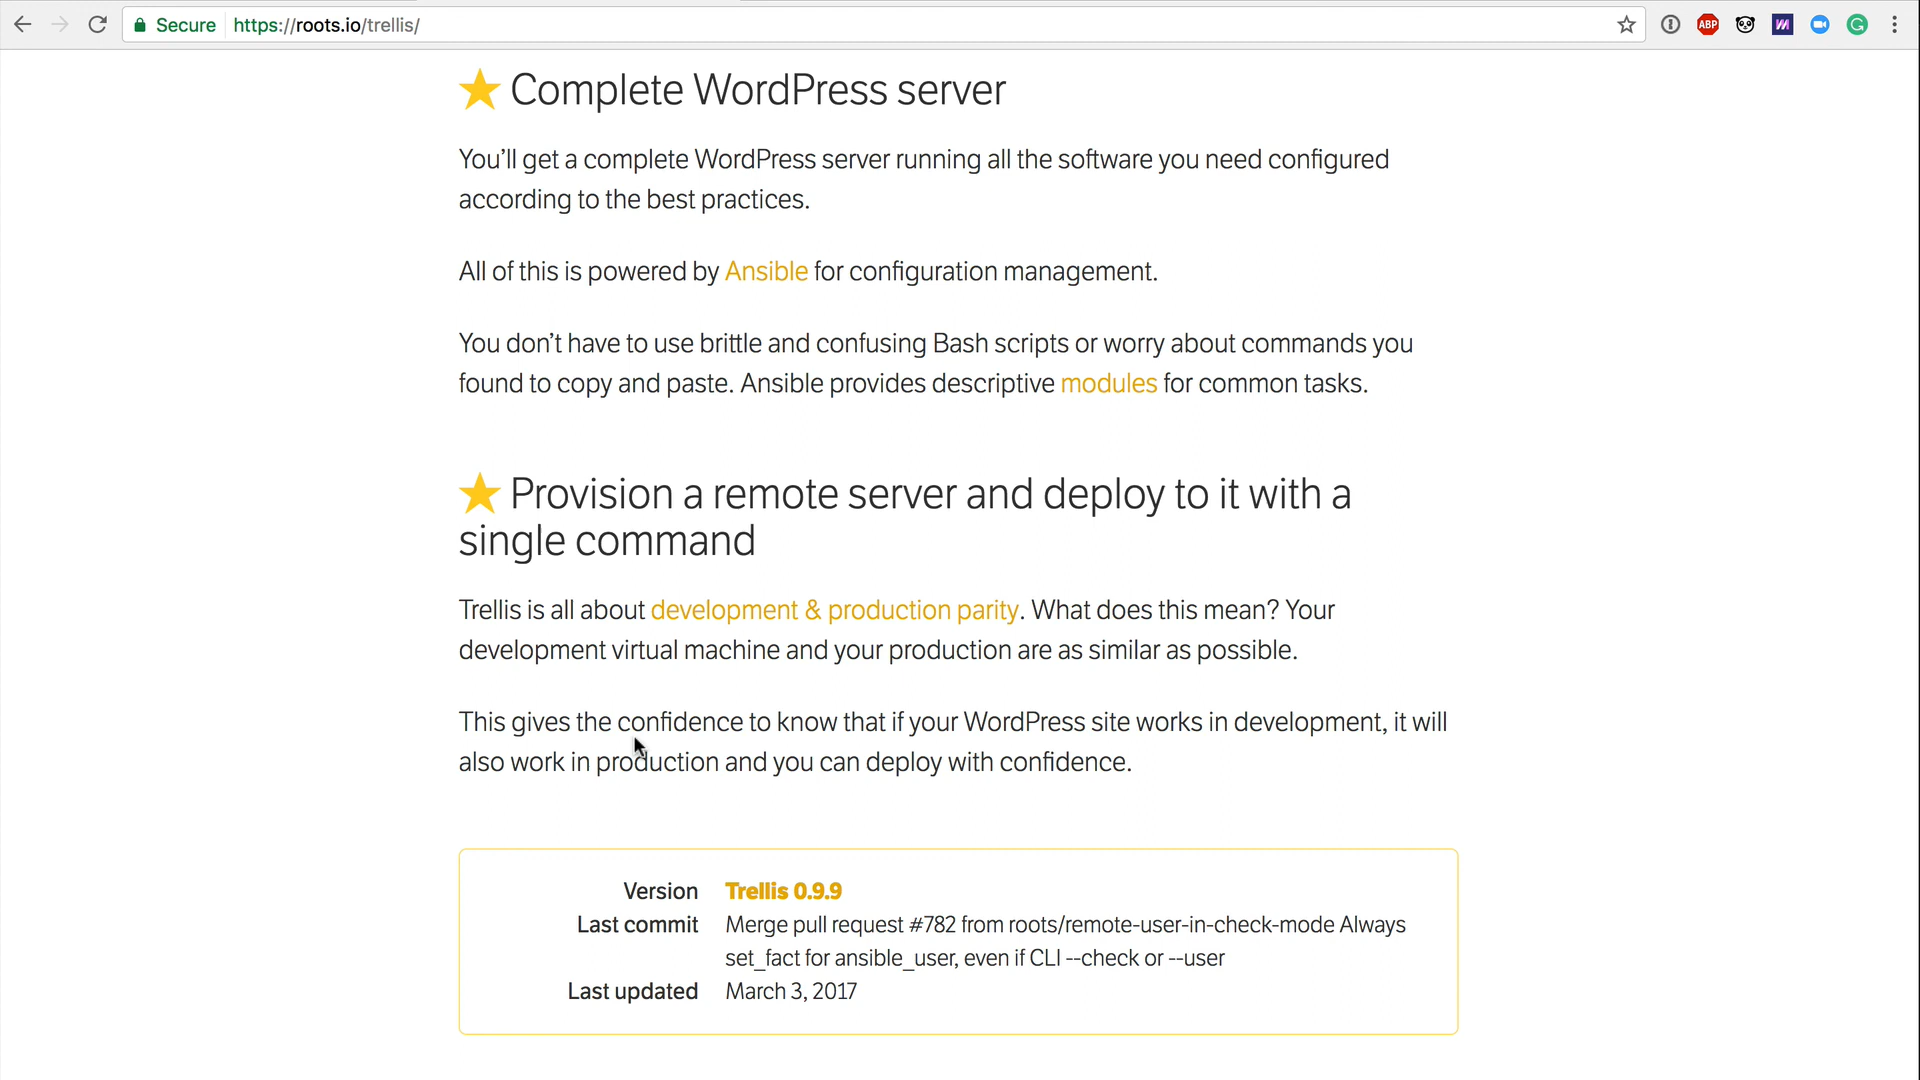 Secure https://roots.io/trellis/
ABP
Complete WordPress server
You’ll get a complete WordPress server running all the software you need configured
according to the best practices.
All of this is powered by Ansible for configuration management.
You don’t have to use brittle and confusing Bash scripts or worry about commands you
found to copy and paste. Ansible provides descriptive modules for common tasks.
Provision a remote server and deploy to it with a
single command
Trellis is all about development & production parity. What does this mean? Your
development virtual machine and your production are as similar as possible.
This gives the confidence to know that if your WordPress site works in development, it will
also work in production and you can deploy with confidence.
Version Trellis 0.9.9
Last commit Merge pull request #782 from roots/remote-user-in-check-mode Always
set_fact for ansible_user, even if CLI --check or --user
Last updated March 3, 2017